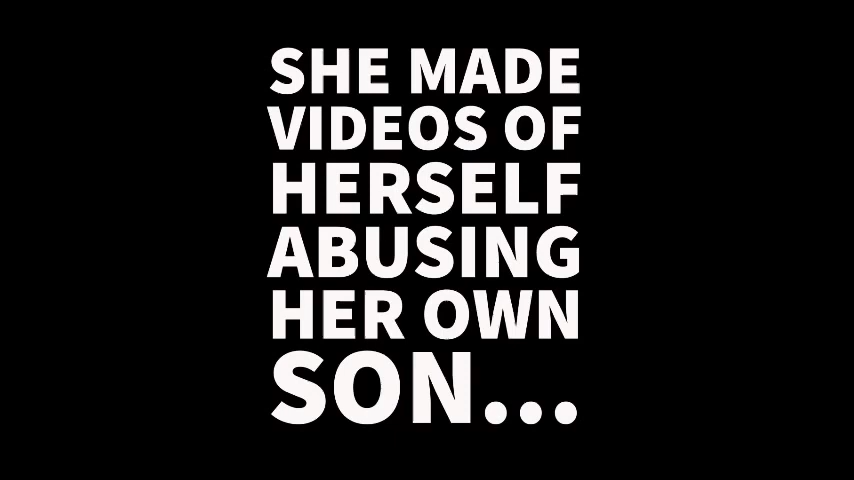 SHE MADE
VIDEOS OF
HERSELF
ABUSING
HER OWN
SON...